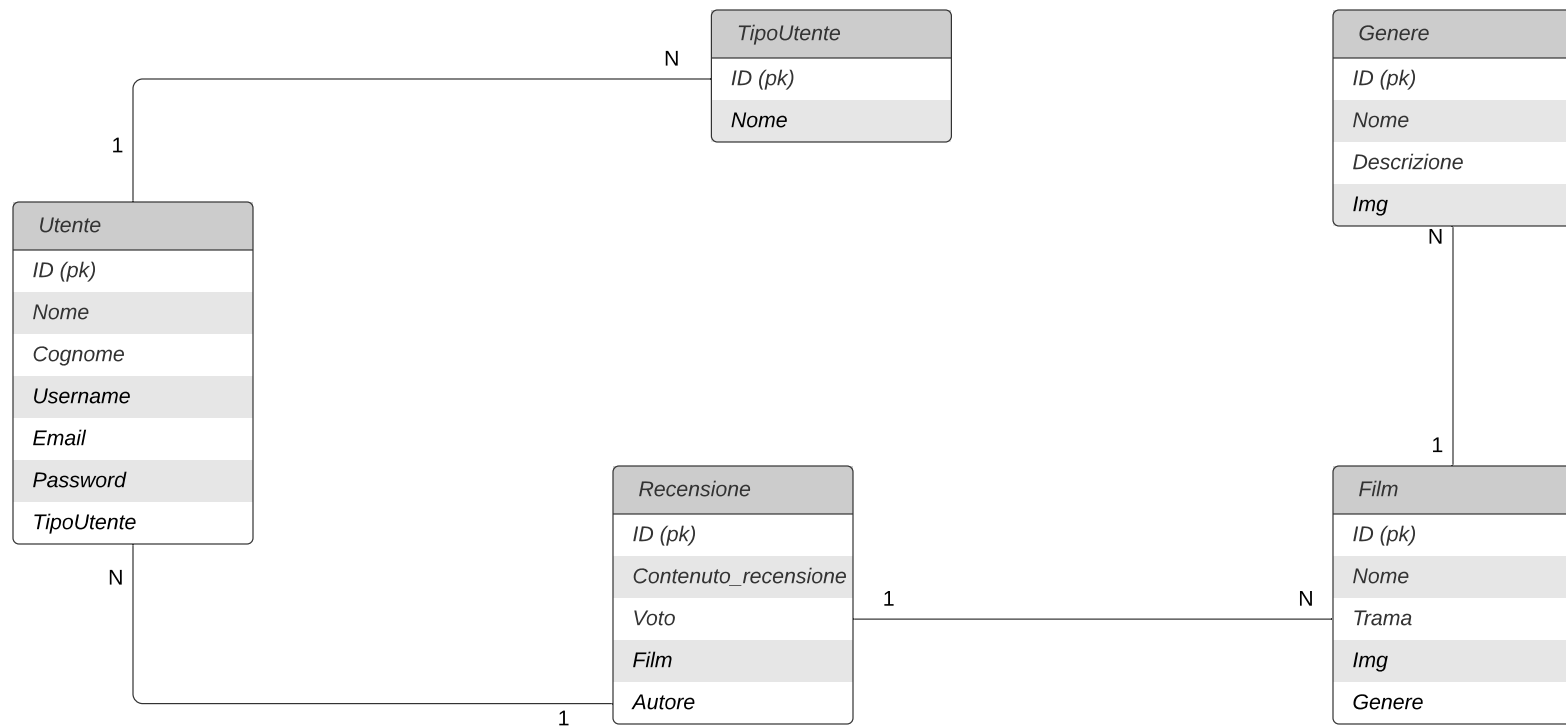 TipoUtente
ID (pk)
Nome
Genere
ID (pk)
Nome
Descrizione
Img
N
1
N
1
Utente
ID (pk)
Nome
Cognome
Username
Email
Password
TipoUtente
N
1
Recensione
ID (pk)
Contenuto_recensione
Voto
Film
Autore
1
N
Film
ID (pk)
Nome
Trama
Img
Genere